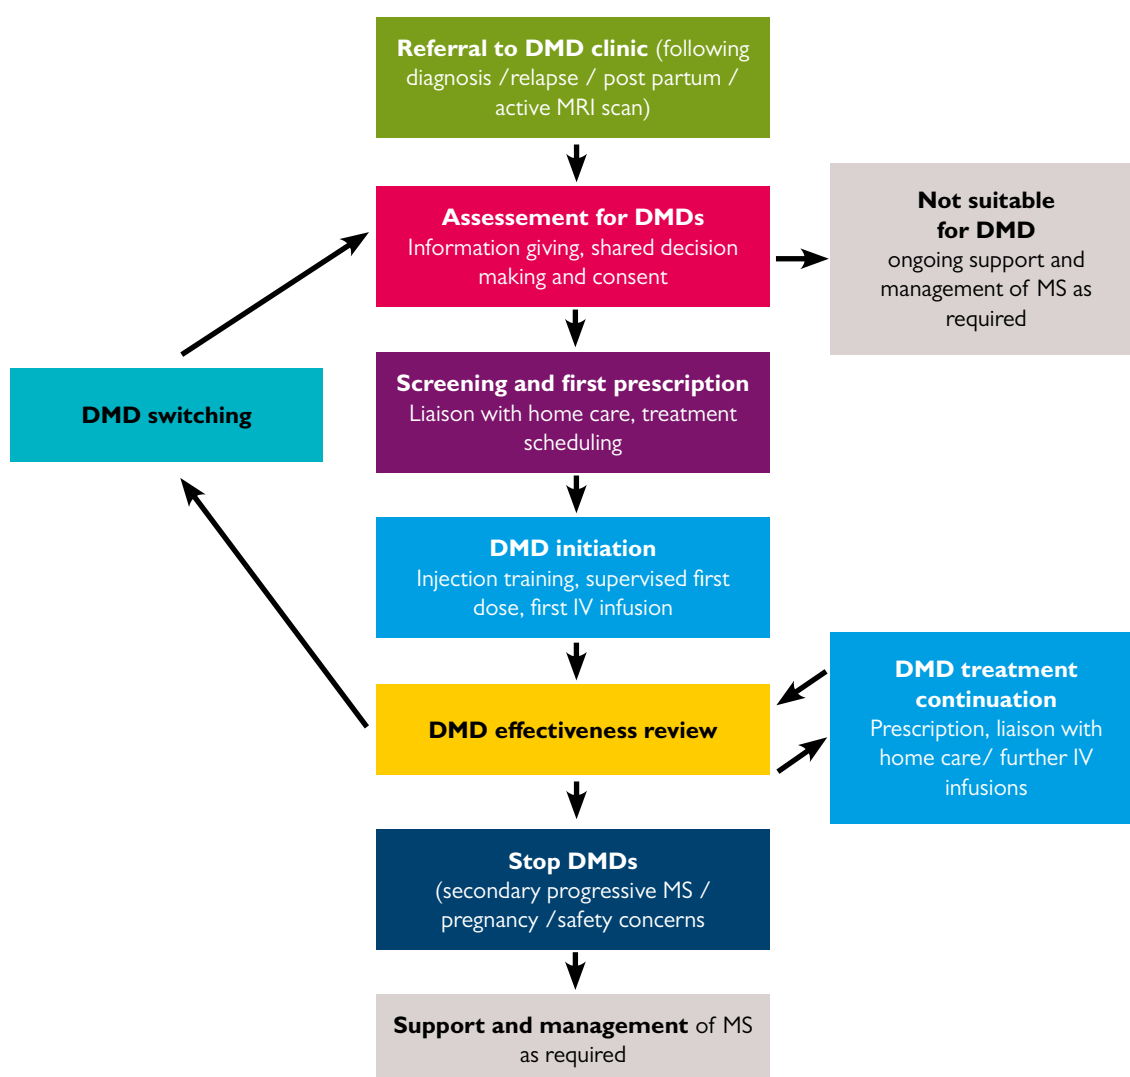 Referral to DMD clinic (following
diagnosis /relapse / post partum /
active MRI scan)
Assessement for DMDs
Information giving, shared decision
making and consent
Not suitable
for DMD
ongoing support and
management of MS as
required
Screening and first prescription
Liaison with home care, treatment
scheduling
DMD switching
DMD initiation
Injection training, supervised first
dose, first IV infusion
DMD effectiveness review
DMD treatment
continuation
Prescription, liaison with
home care/ further IV
infusions
Stop DMDs
(secondary progressive MS /
pregnancy /safety concerns
Support and management of MS
as required